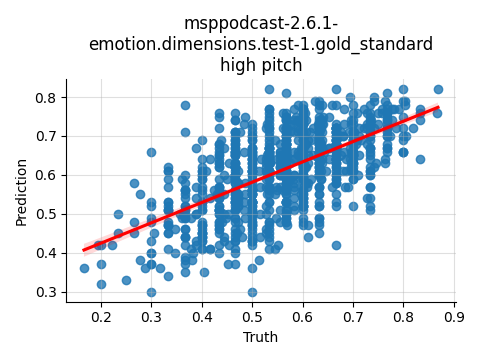 msppodcast-2.6.1-
emotion.dimensions.test-1.gold_standard
high pitch
0.8
0.7
0.6
0.5
0.4
0.3
Prediction
0.2 0.3 0.4 0.5 0.6 0.7 0.8 0.9
Truth